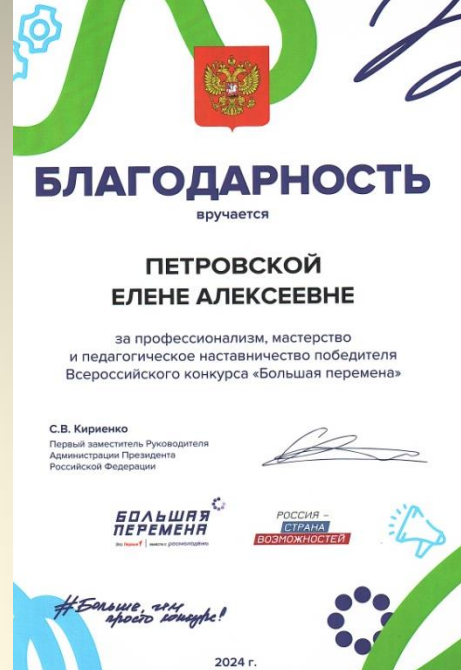 БЛАГОДАРНОСТЬ
вручается
ПЕТРОВСКОЙ
ЕЛЕНЕ АЛЕКСЕЕВНЕ
за профессионализм, мастерство
и педагогическое наставничество победителя
Всероссийского конкурса «Большая перемена»
С.В. Кириенко
Первый заместитель Руководителя
Администрации Президента
Российской Федерации
БОЛЬШАЯ
ПЕРЕМЕНА
РОССИЯ –
СТРАНА
ВОЗМОЖНОСТЕЙ
#Больше, чем
просто конкурс!
2024 г.